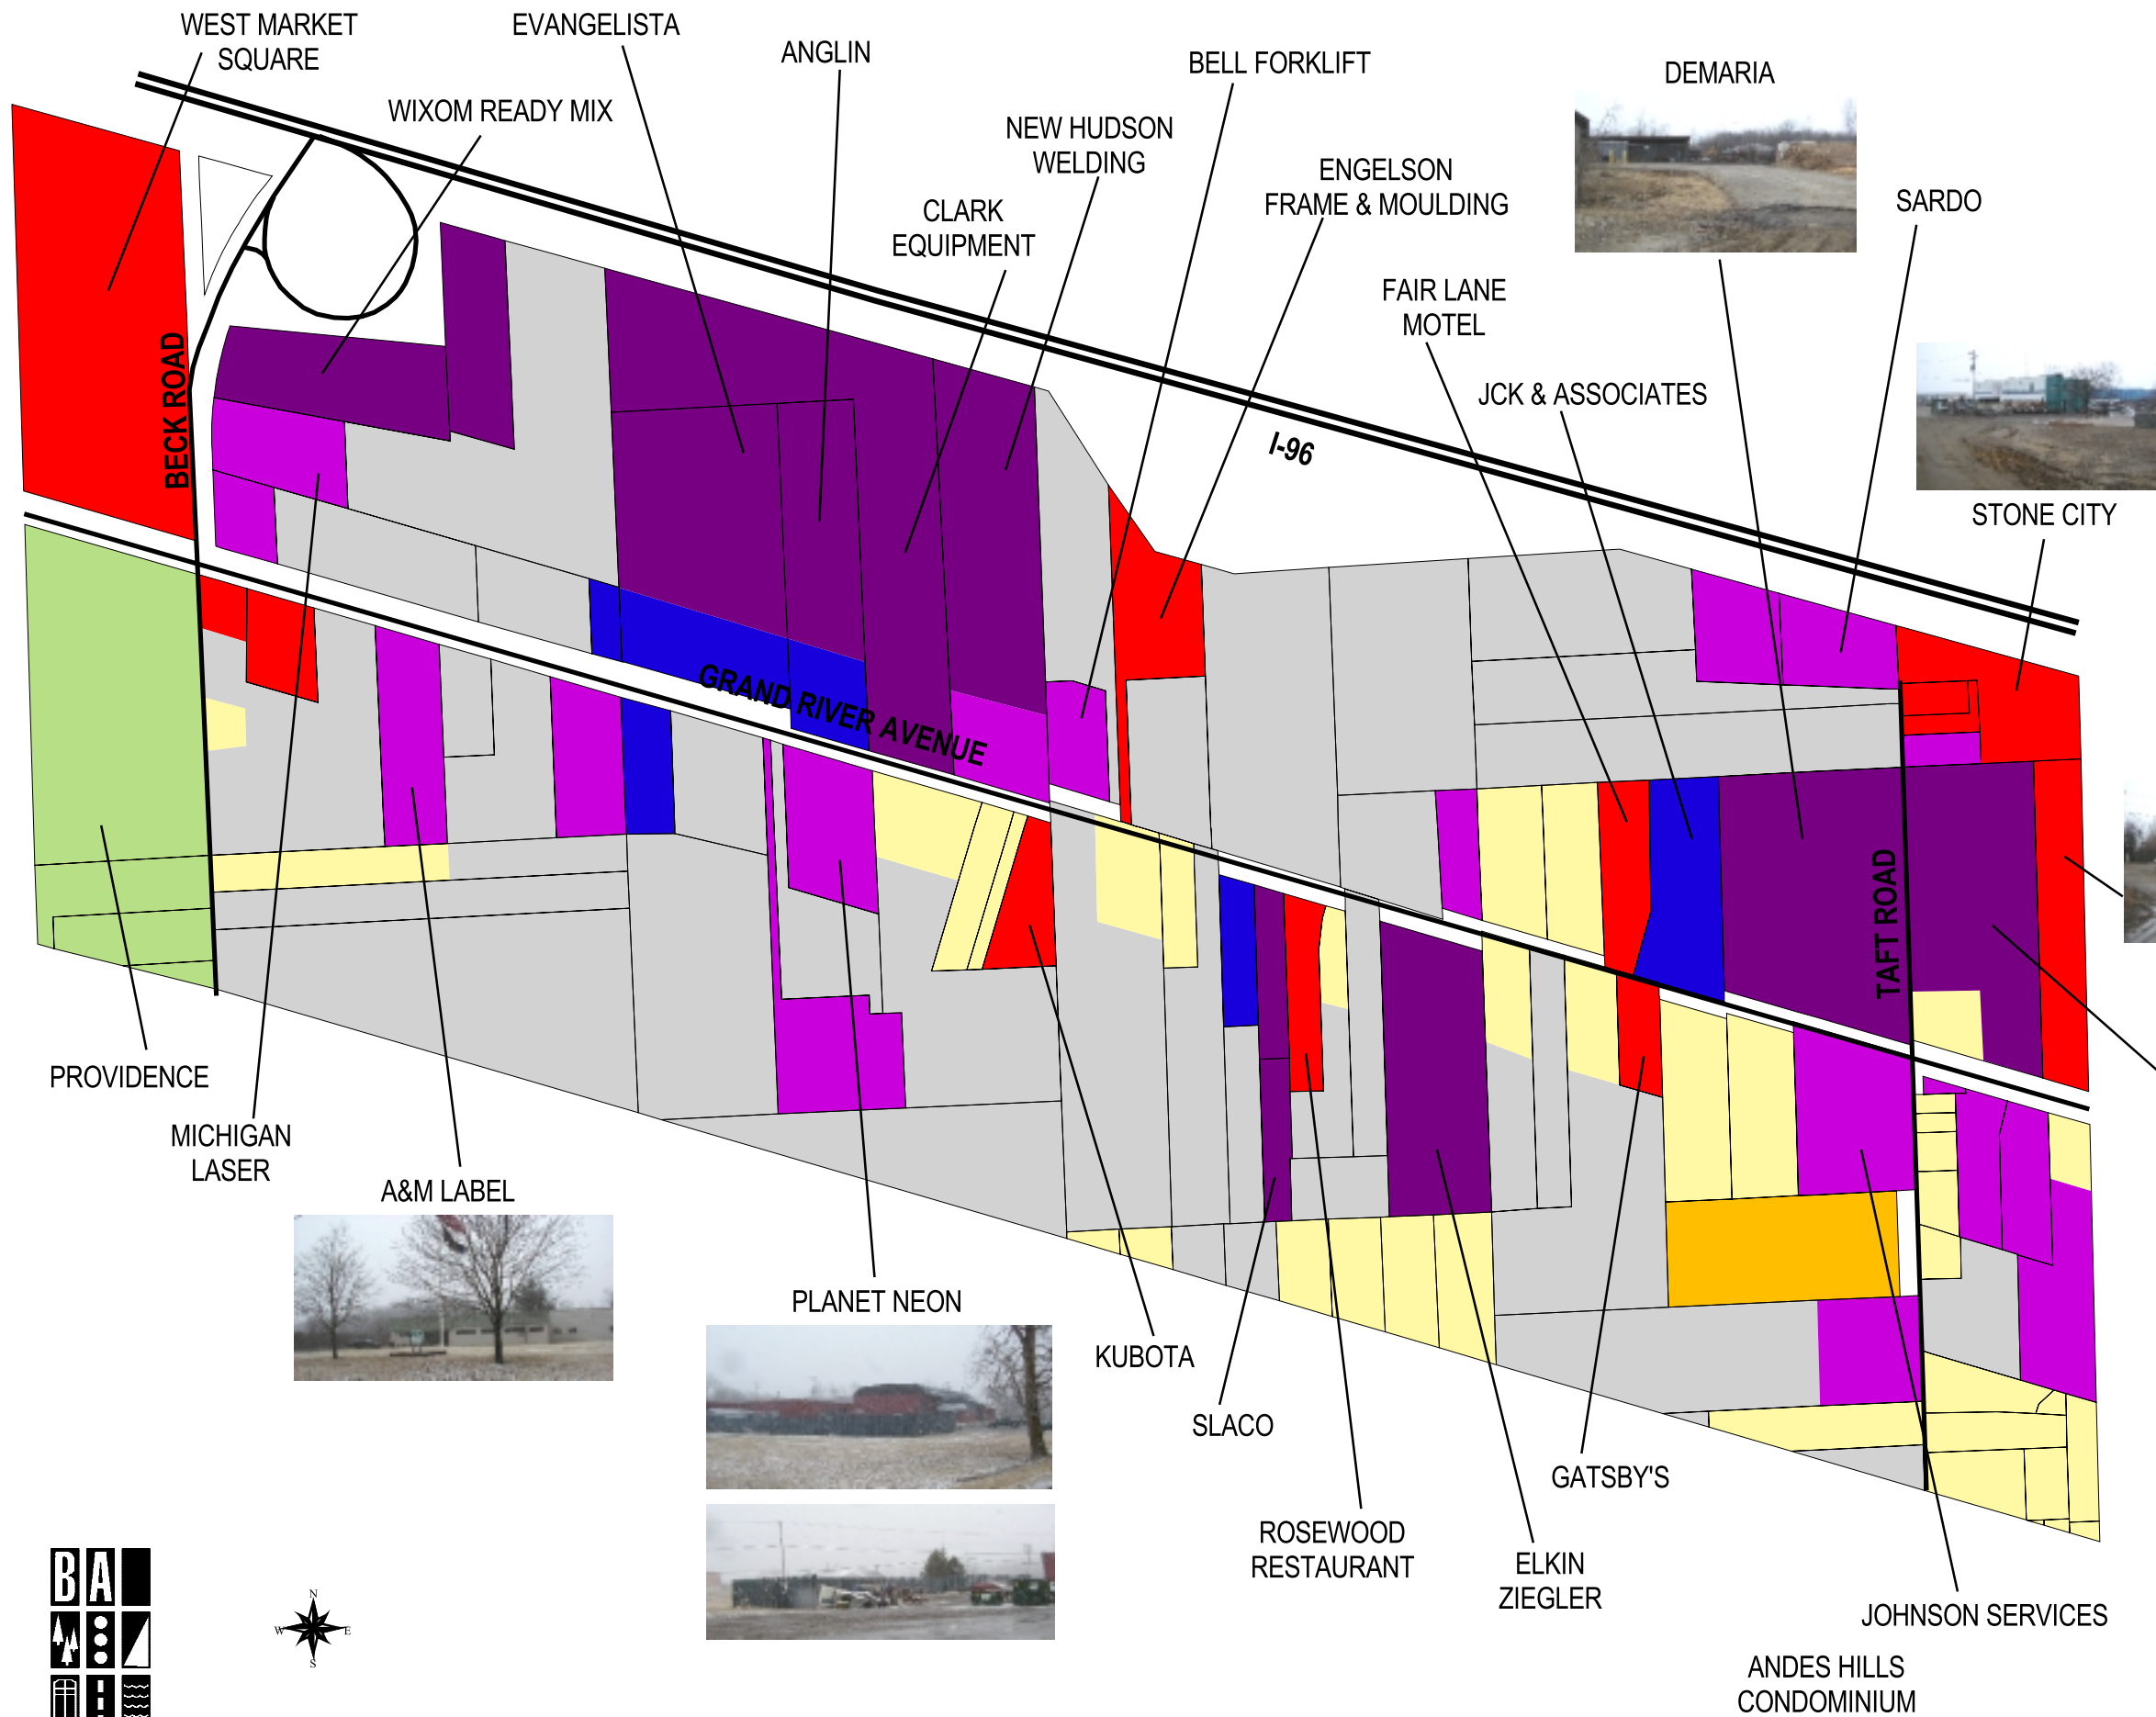 WEST MARKET
SQUARE
EVANGELISTA
ANGLIN
BELL FORKLIFT
DEMARIA
WIXOM READY MIX
NEW HUDSON
WELDING
ENGELSON
FRAME & MOULDING
CLARK
EQUIPMENT
SARDO
FAIR LANE
MOTEL
JCK & ASSOCIATES
BECK ROAD
I-96
STONE CITY
GRAND RIVER AVENUE
TAFT ROAD
PROVIDENCE
MICHIGAN
LASER
A&M LABEL
PLANET NEON
KUBOTA
SLACO
GATSBY'S
ROSEWOOD
RESTAURANT
ELKIN
ZIEGLER
JOHNSON SERVICES
ANDES HILLS
CONDOMINIUM
B A
N
W E
S